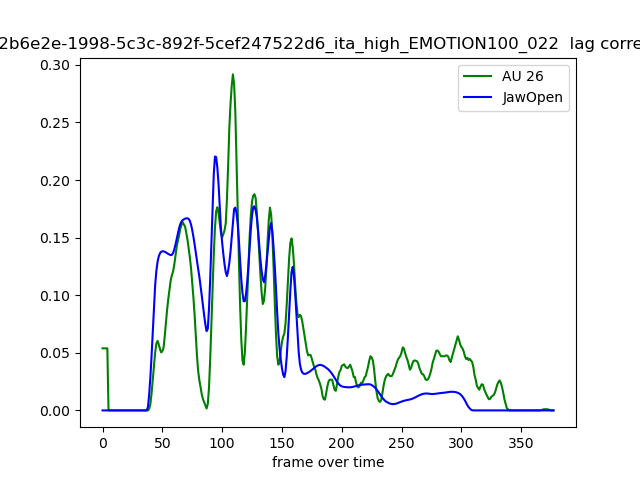 2b6e2e-1998-5c3c-892f-5cef247522d6_ita_high_EMOTION100_022 lag corre
0.30
AU 26
JawOpen
0.25
0.20
0.15
0.10
0.05
0.00
0 50 100 150 200 250 300 350
frame over time